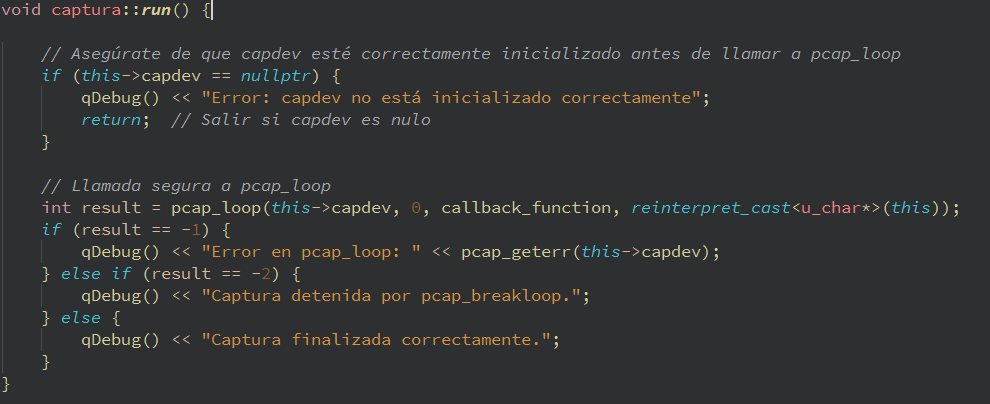 void captura::run() {
// Asegúrate de que capdev esté correctamente inicializado antes de llamar a pcap_loop
if (this->capdev == nullptr) {
qDebug() << "Error: capdev no está inicializado correctamente";
return;  // Salir si capdev es nulo
}
// Llamada segura a pcap_loop
int result = pcap_loop(this->capdev, 0, callback_function, reinterpret_cast<u_char*>(this));
if (result == -1) {
qDebug() << "Error en pcap_loop: " << pcap_geterr(this->capdev);
} else if (result == -2) {
qDebug() << "Captura detenida por pcap_breakloop.";
} else {
qDebug() << "Captura finalizada correctamente.";
}
}